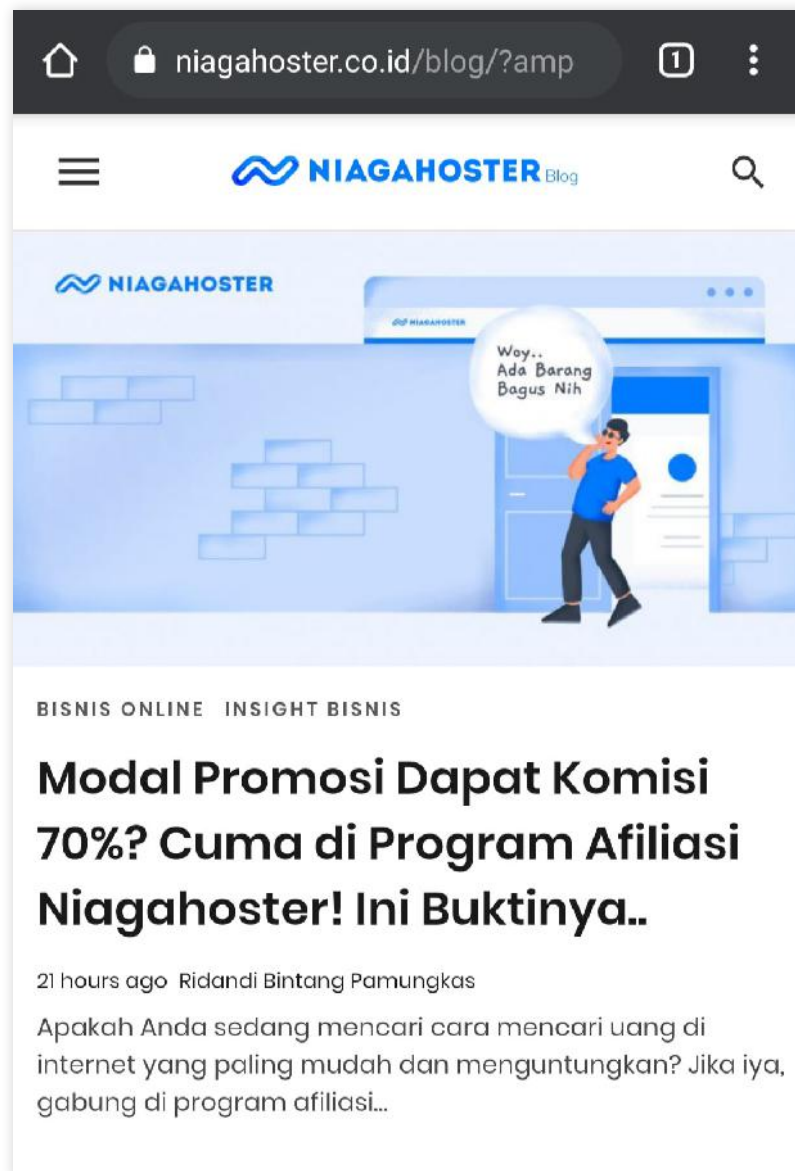 niagahoster.co.id/blog/?amp
1
NIAGAHOSTER Blog
NIAGAHOSTER
NIAGAHOSTER
Woy..
Ada Barang
Bagus Nih
BISNIS ONLINE INSIGHT BISNIS
Modal Promosi Dapat Komisi
70%? Cuma di Program Afiliasi
Niagahoster! Ini Buktinya..
21 hours ago Ridandi Bintang Pamungkas
Apakah Anda sedang mencari cara mencari uang di
internet yang paling mudah dan menguntungkan? Jika iya,
gabung di program afiliasi...